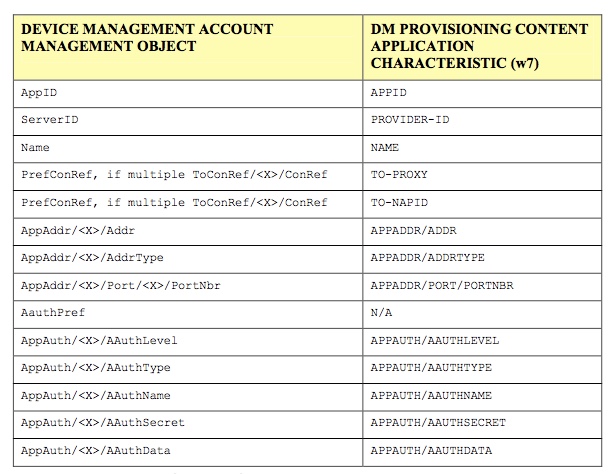 DEVICE MANAGEMENT ACCOUNT MANAGEMENT OBJECT
DM PROVISIONING CONTENT APPLICATION CHARACTERISTIC (w7)
AppID APPID
ServerID PROVIDER-ID
Name NAME
PrefConRef, if multiple ToConRef/<X>/ConRef TO-PROXY
PrefConRef, if multiple ToConRef/<X>/ConRef TO-NAPID
AppAddr/<X>/Addr APPADDR/ADDR
AppAddr/<X>/AddrType APPADDR/ADDRTYPE
AppAddr/<X>/Port/<X>/PortNbr APPADDR/PORT/PORTNBR
AauthPref N/A
AppAuth/<X>/AAuthLevel APPAUTH/AAUTHLEVEL
AppAuth/<X>/AAuthType APPAUTH/AAUTHTYPE
AppAuth/<X>/AAuthName APPAUTH/AAUTHNAME
AppAuth/<X>/AAuthSecret APPAUTH/AAUTHSECRET
AppAuth/<X>/AAuthData APPAUTH/AAUTHDATA